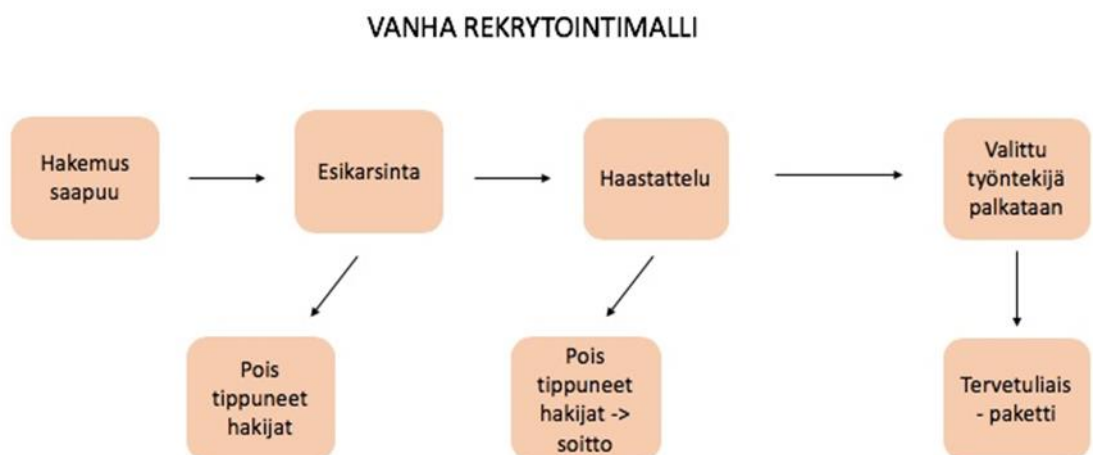 VANHA REKRYTOINTIMALLI
Hakemus
saapuu
Esikarsinta
Haastattelu
Valittu
työntekijä
palkataan
Pois
tippuneet
hakijat
Pois
tippuneet
hakijat ->
soitto
Tervetuliais
- paketti